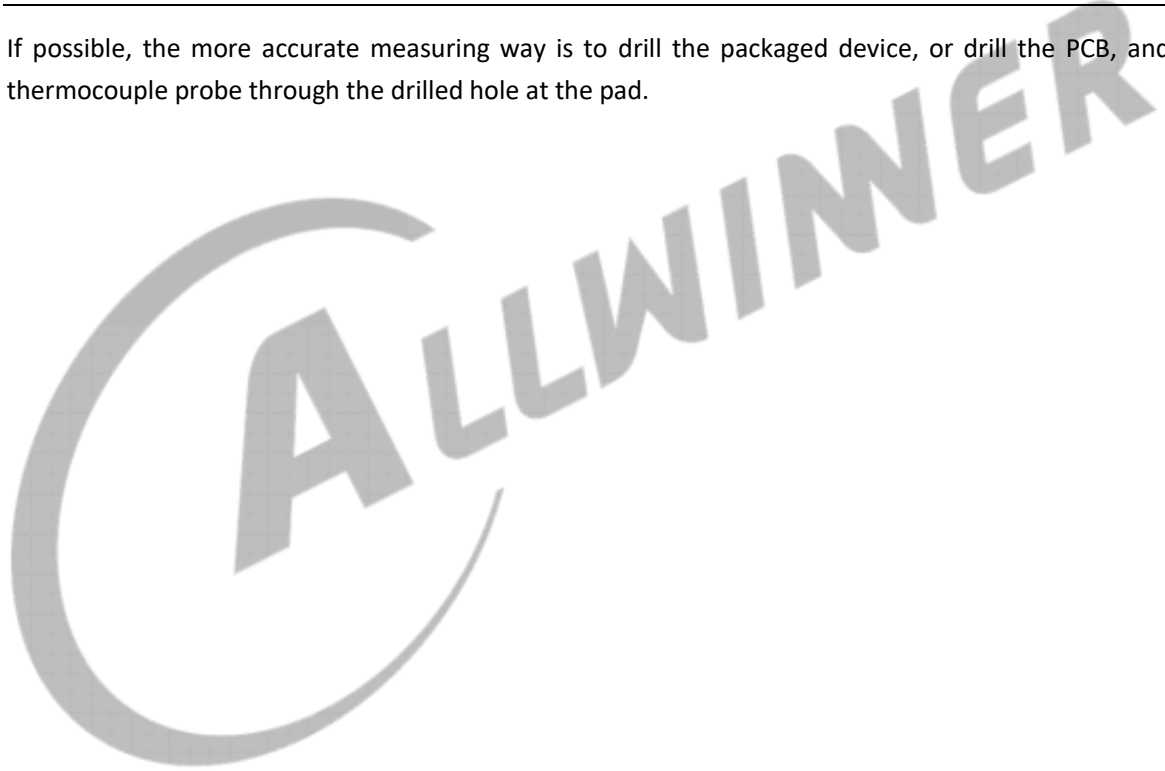 If possible, the more accurate measuring way is to drill the packaged device, or drill the PCB, and
thermocouple probe through the drilled hole at the pad.
ALLWINNER